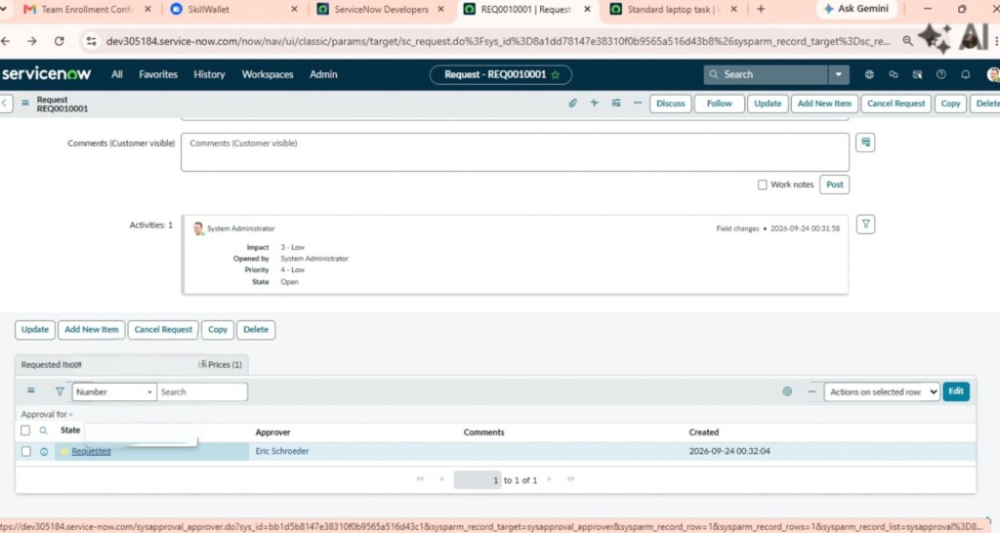 Team Enrollment Confi
SkillWallet
ServiceNow Developers
REQ0010001 | Request
Standard laptop task | V
Ask Gemini
dev305184.service-now.com/now/nav/ui/classic/params/target/sc_request.do%3Fsys_id%3D8a1dd78147e38310f0b9565a516d43b8%26sysparm_record_target%3Dsc_re...
AI
servicenow All Favorites History Workspaces Admin Request - REQ0010001 Search
Request
REQ0010001
Discuss Follow Update Add New Item Cancel Request Copy Delete
Comments (Customer visible) Comments (Customer visible)
Work notes Post
Activities: 1 System Administrator Field changes • 2026-09-24 00:31:58
Impact 3 - Low
Opened by System Administrator
Priority 4 - Low
State Open
Update Add New Item Cancel Request Copy Delete
Requested Prices (1)
Number Search Actions on selected row Edit
Approval for
State Approver Comments Created
Requested Eric Schroeder 2026-09-24 00:32:04
1 to 1 of 1
tps://dev305184.service-now.com/sysapproval_approver.do?sys_id=bb1d5b8147e38310f0b9565a516d43c1&sysparm_record_target=sysapproval_approver&sysparm_record_row=1&sysparm_record_rows=1&sysparm_record_list=sysapproval%3D8...